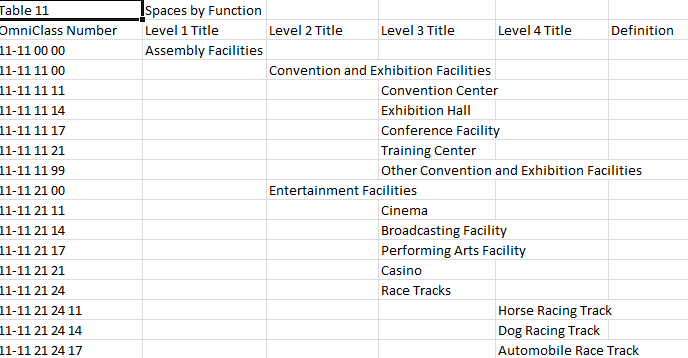 Table 11 Spaces by Function
OmniClass Number Level 1 Title Level 2 Title Level 3 Title Level 4 Title Definition
11-11 00 00 Assembly Facilities
11-11 11 00 Convention and Exhibition Facilities
11-11 11 11 Convention Center
11-11 11 14 Exhibition Hall
11-11 11 17 Conference Facility
11-11 11 21 Training Center
11-11 11 99 Other Convention and Exhibition Facilities
11-11 21 00 Entertainment Facilities
11-11 21 11 Cinema
11-11 21 14 Broadcasting Facility
11-11 21 17 Performing Arts Facility
11-11 21 21 Casino
11-11 21 24 Race Tracks
11-11 21 24 11 Horse Racing Track
11-11 21 24 14 Dog Racing Track
11-11 21 24 17 Automobile Race Track